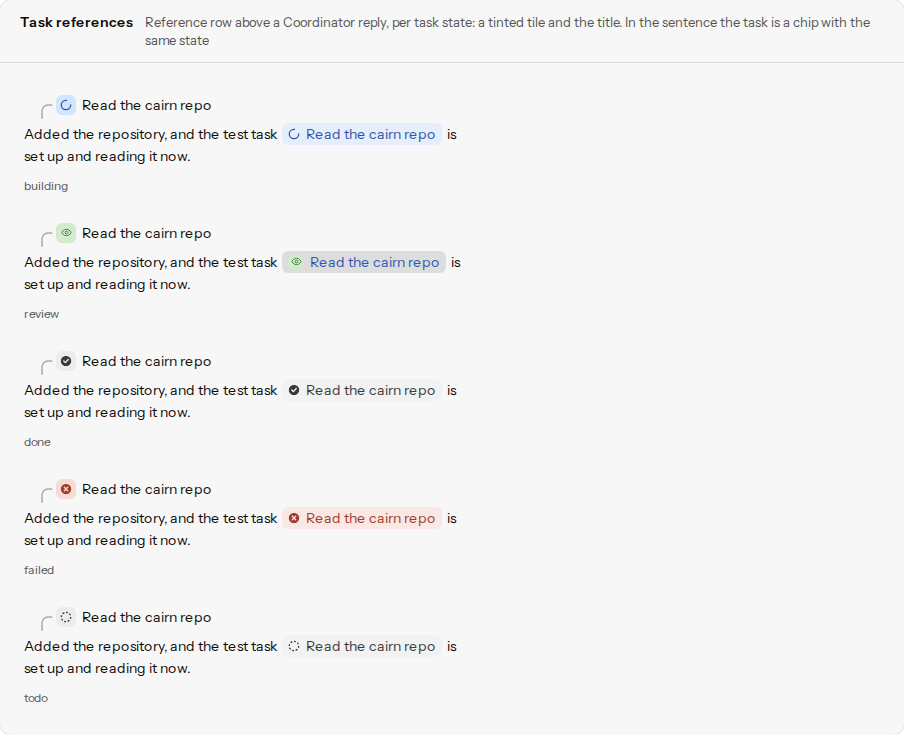 Task references
Reference row above a Coordinator reply, per task state: a tinted tile and the title. In the sentence the task is a chip with the
same state
Read the cairn repo
Added the repository, and the test task Read the cairn repo is
set up and reading it now.
building
Read the cairn repo
Added the repository, and the test task Read the cairn repo is
set up and reading it now.
review
Read the cairn repo
Added the repository, and the test task Read the cairn repo is
set up and reading it now.
done
Read the cairn repo
Added the repository, and the test task Read the cairn repo is
set up and reading it now.
failed
Read the cairn repo
Added the repository, and the test task Read the cairn repo is
set up and reading it now.
todo